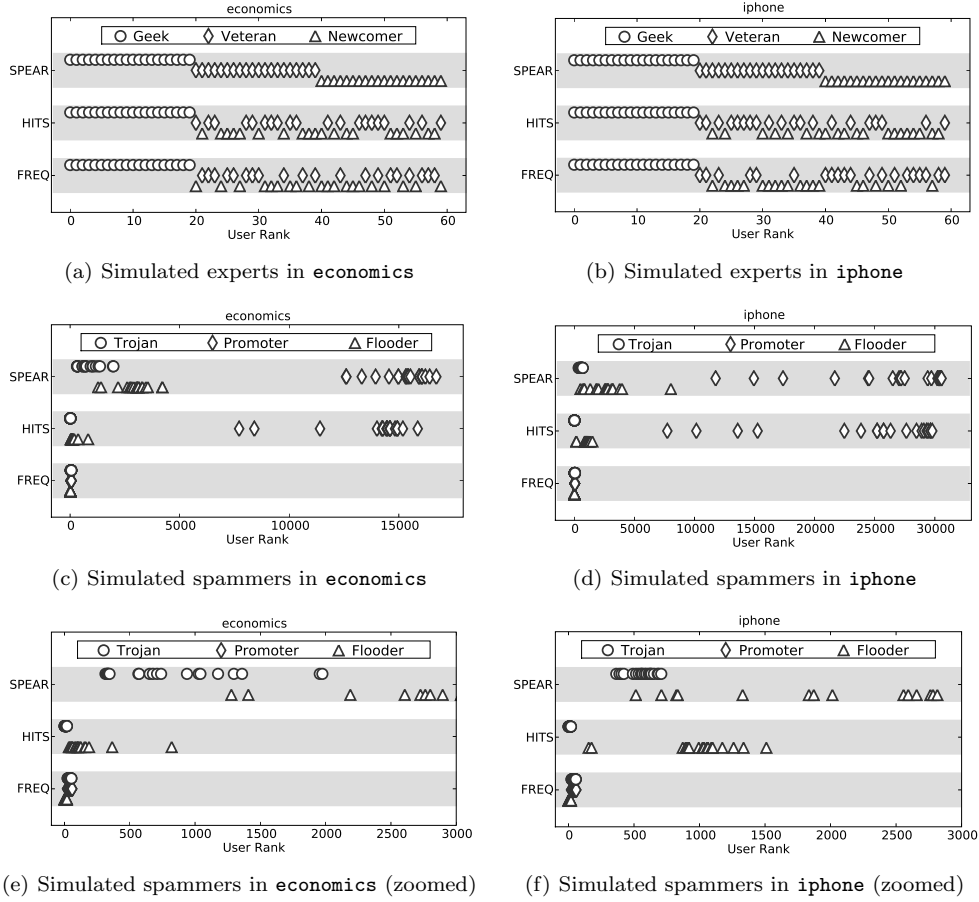 economics
Geek Veteran Newcomer
SPEAR
HITS
FREQ
0 10 20 30 40 50 60
User Rank
(a) Simulated experts in economics
iphone
Geek Veteran Newcomer
SPEAR
HITS
FREQ
0 10 20 30 40 50 60
User Rank
(b) Simulated experts in iphone
economics
Trojan Promoter Flooder
SPEAR
HITS
FREQ
0 5000 10000 15000
User Rank
(c) Simulated spammers in economics
iphone
Trojan Promoter Flooder
SPEAR
HITS
FREQ
0 5000 10000 15000 20000 25000 30000
User Rank
(d) Simulated spammers in iphone
economics
Trojan Promoter Flooder
SPEAR
HITS
FREQ
0 500 1000 1500 2000 2500 3000
User Rank
(e) Simulated spammers in economics (zoomed)
iphone
Trojan Promoter Flooder
SPEAR
HITS
FREQ
0 500 1000 1500 2000 2500 3000
User Rank
(f) Simulated spammers in iphone (zoomed)